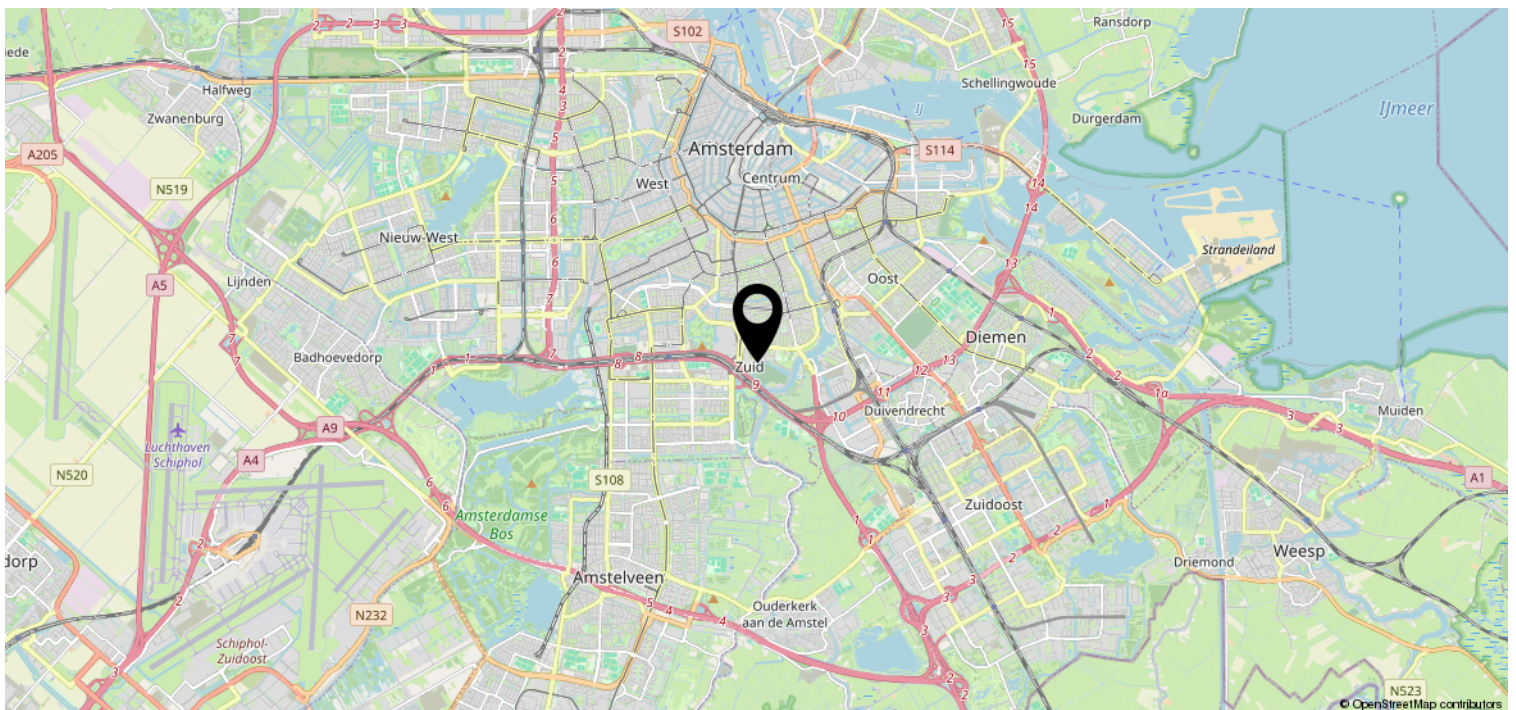 Ransdorp
15
2
2
3
3
2
S102
iede
2
15
Halfweg
4
3
Schellingwoude
IJ
IJmeer
Zwanenburg
5
Durgerdam
A205
Amsterdam
S114
N519
West
Centrum
5
14
14
6
Nieuw-West
6
Strandeiland
13
Oost
Lijnden
A5
7
1
7
7
Diemen
Badhoevedorp
1
7
8
8
Zuid
9
13
12
11
2
2
1a
Duivendrecht
10
3
3
Muiden
A9
Luchthaven
Schiphol
A4
N520
6
6
S108
A1
Zuidoost
1
Amsterdamse
Bos
1
1
2
2
2
3
3
Weesp
Driemond
dorp
Amstelveen
2
5
4
4
Ouderkerk
aan de Amstel
N232
3
3
Schiphol-
Zuidoost
3
2
2
2
N523
© OpenStreetMap contributors